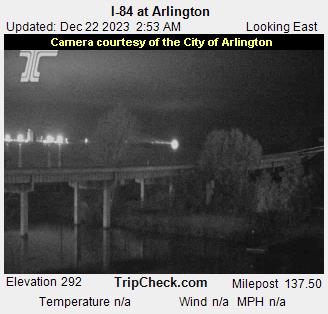 I-84 at Arlington
Updated: Dec 22 2023 2:53 AM Looking East
Camera courtesy of the City of Arlington
Elevation 292 TripCheck.com Milepost 137.50
Temperature n/a Wind n/a MPH n/a